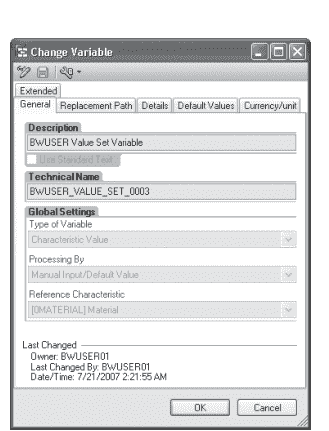 Change Variable
Extended
General Replacement Path Details Default Values Currency/unit
Description
BWUSER Value Set Variable
Use Standard Text
Technical Name
BWUSER_VALUE_SET_0003
Global Settings
Type of Variable
Characteristic Value
Processing By
Manual Input/Default Value
Reference Characteristic
[0MATERIAL] Material
Last Changed
Owner: BWUSER01
Last Changed By: BWUSER01
Date/Time: 7/21/2007 2:21:55 AM
OK Cancel